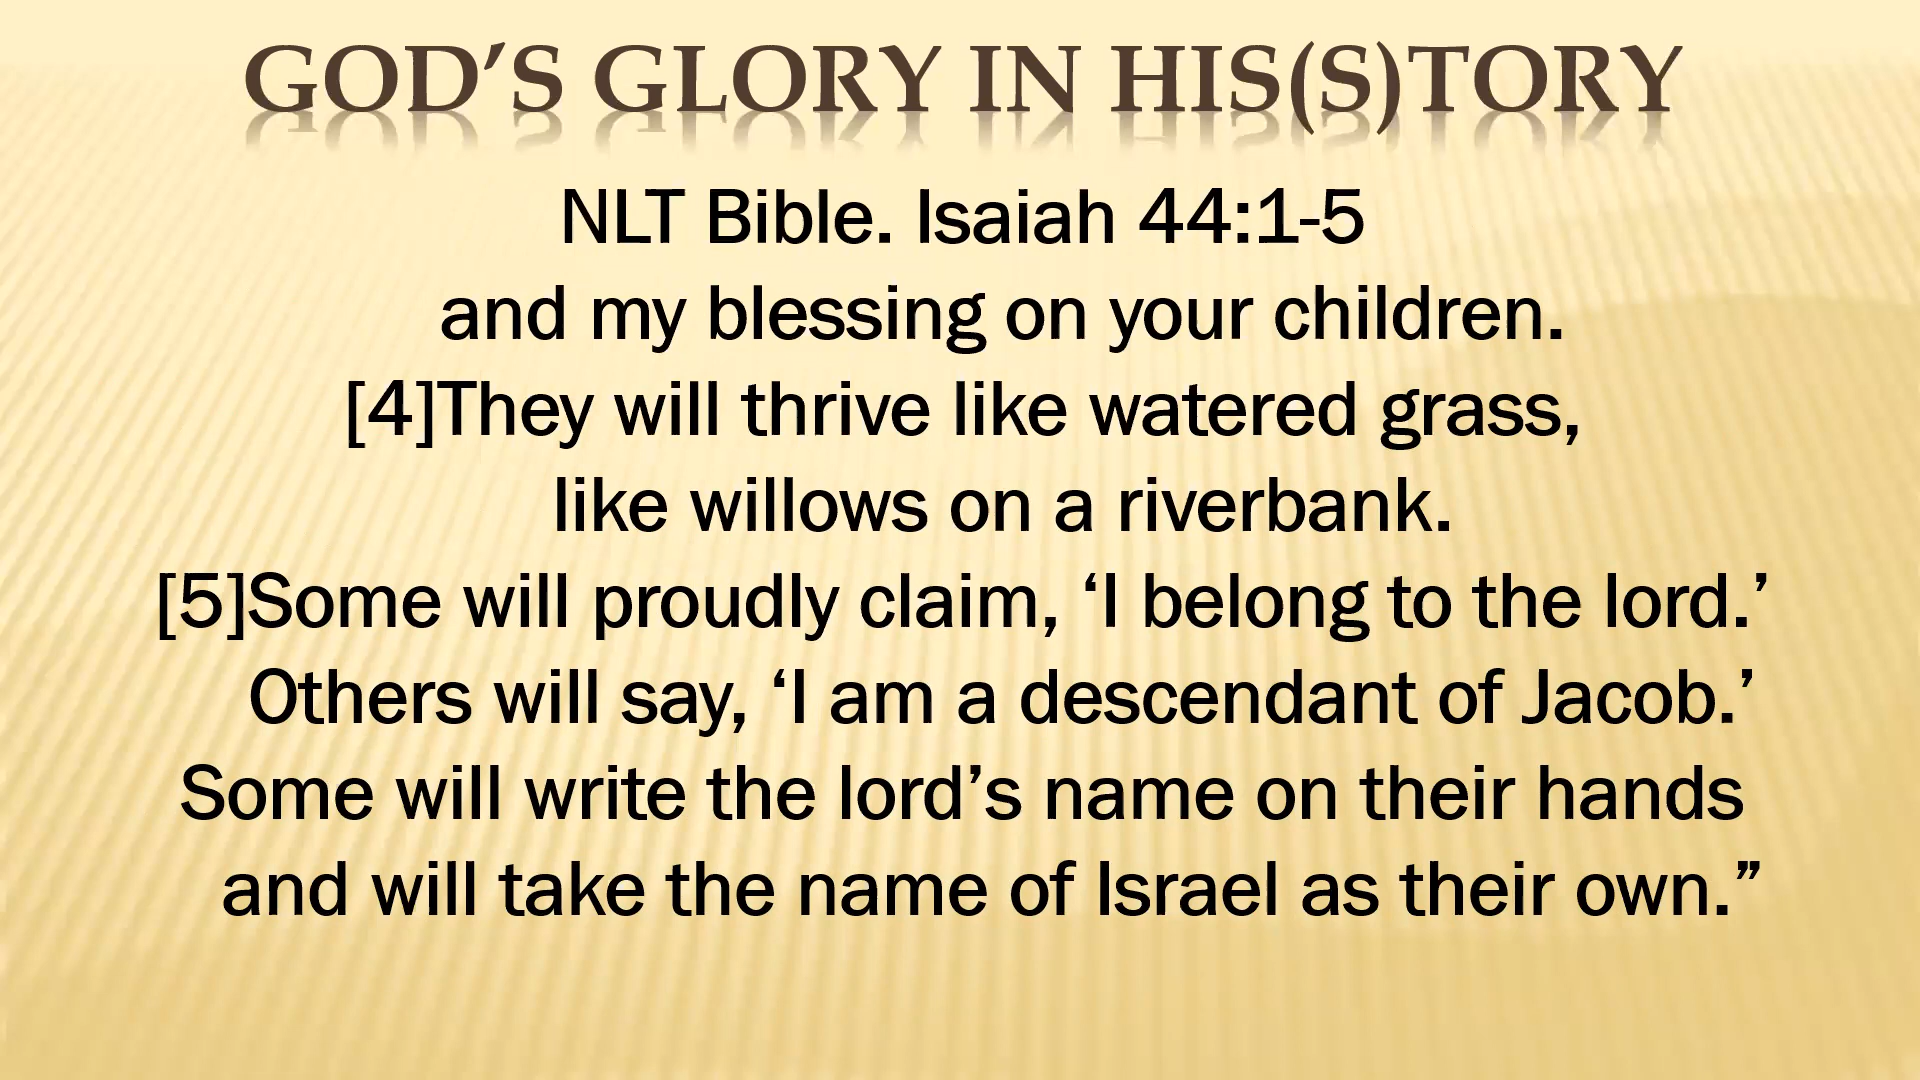 GOD’S GLORY IN HIS(S)TORY
NLT Bible. Isaiah 44:1-5
and my blessing on your children.
[4]They will thrive like watered grass,
like willows on a riverbank.
[5]Some will proudly claim, ‘I belong to the lord.’
Others will say, ‘I am a descendant of Jacob.’
Some will write the lord’s name on their hands
and will take the name of Israel as their own.”